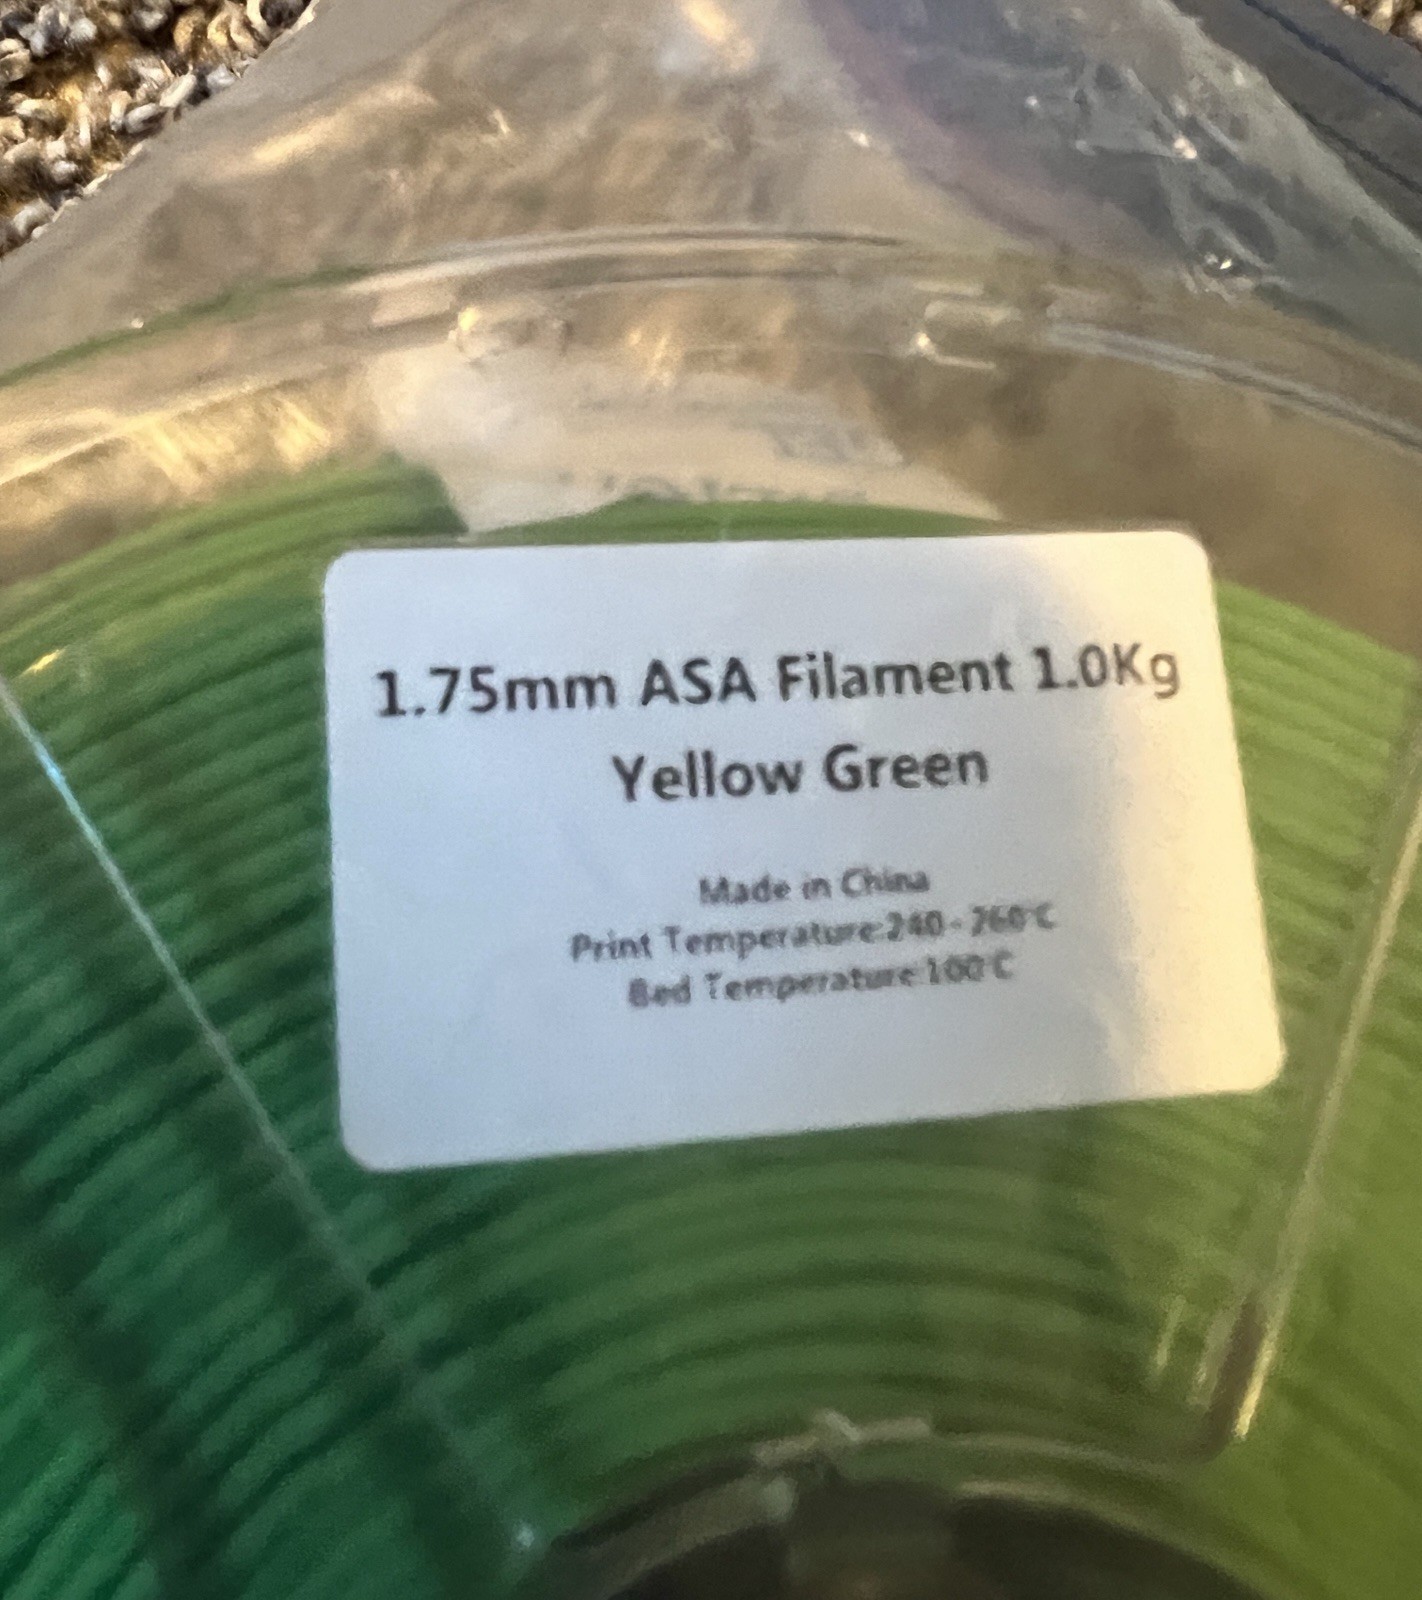 1.75mm ASA Filament 1.0Kg
Yellow Green
Made in China
Print Temperature:240-260°C
Bed Temperature:100°C